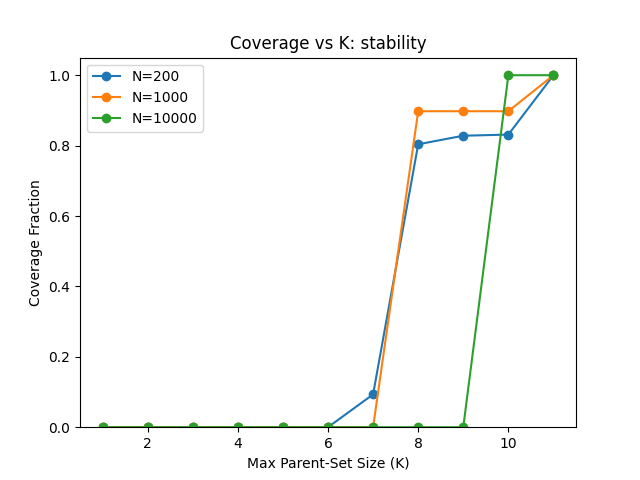 Coverage vs K: stability
N=200
N=1000
N=10000
Coverage Fraction
1.0
0.8
0.6
0.4
0.2
0.0
2 4 6 8 10
Max Parent-Set Size (K)